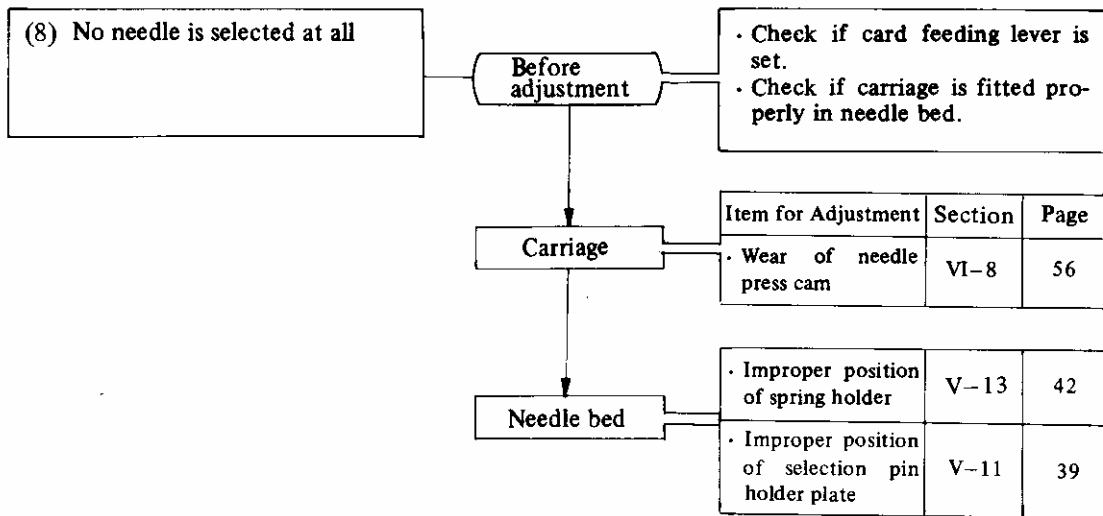 (8) No needle is selected at all
Before
adjustment
· Check if card feeding lever is
set.
· Check if carriage is fitted pro-
perly in needle bed.
Carriage
Item for Adjustment Section Page
· Wear of needle
press cam
VI-8 56
Needle bed
· Improper position
of spring holder
V-13 42
· Improper position
of selection pin
holder plate
V-11 39